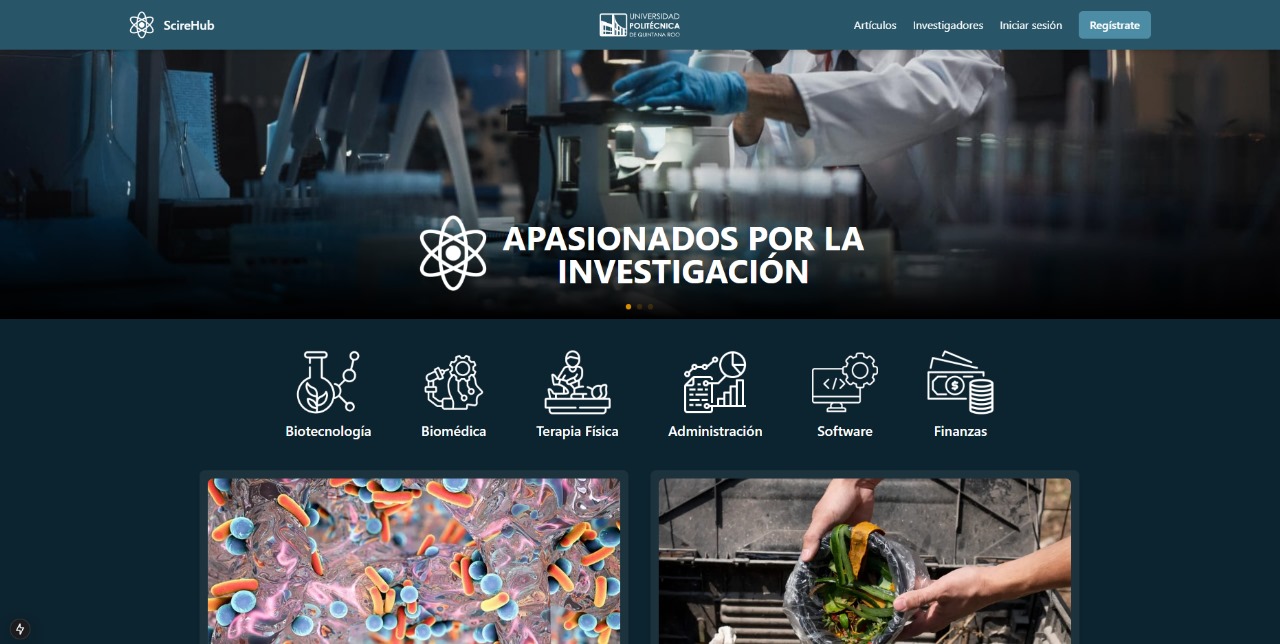 ScireHub
UNIVERSIDAD
POLITÉCNICA
DE QUINTANA ROO
Artículos
Investigadores
Iniciar sesión
Regístrate
APASIONADOS POR LA
INVESTIGACIÓN
Biotecnología
Biomédica
Terapia Física
Administración
Software
Finanzas